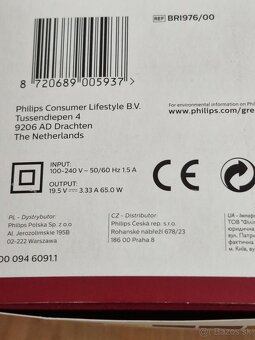 REF BRI976/00
8 720689 005937
Philips Consumer Lifestyle B.V.
Tussendiepen 4
9206 AD Drachten
The Netherlands
For environmental information on Philips
www.philips.com/gre
INPUT:
100-240 V ~ 50/60 Hz 1.5 A
OUTPUT:
19.5 V 3.33 A 65.0 W
CE
PL - Dystrybutor:
Philips Polska Sp. z o.o
Al. Jerozolimskie 195B
02-222 Warszawa
CZ - Distributor:
Philips Česká rep. s.r.o.
Rohanské nábřeží 678/23
186 00 Praha 8
UA -
ТОВ
м. Київ,
00 094 6091.1
bazos.sk